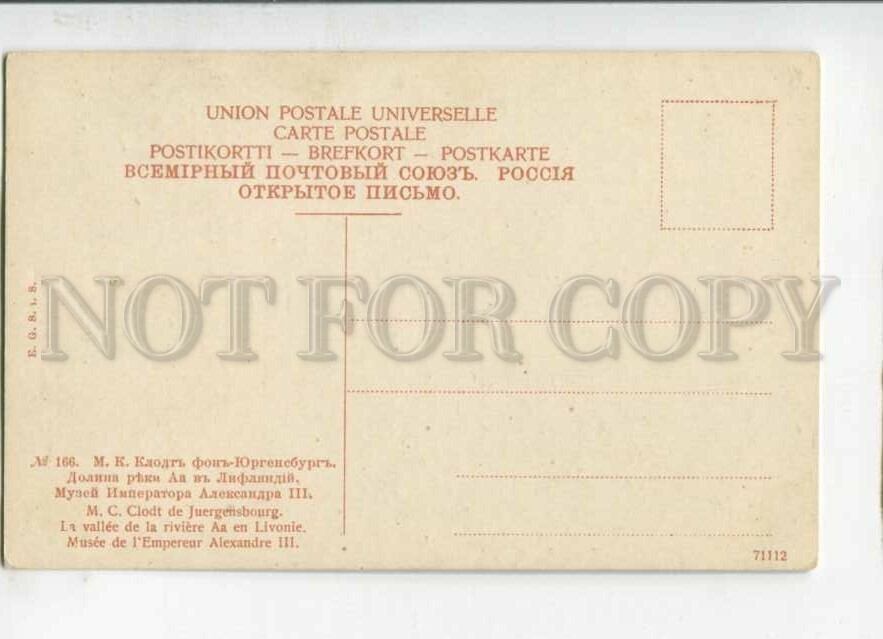 UNION POSTALE UNIVERSELLE
CARTE POSTALE
POSTIKORTTI — BREFKORT — POSTKARTE
ВСЕМІРНЫЙ ПОЧТОВЫЙ СОЮЗЪ. РОССІЯ
ОТКРЫТОЕ ПИСЬМО.
E. G. S. i. S.
NOT FOR COPY
№ 166. М. К. Клодтъ фонъ-Юргенсбургъ.
Долина рѣки Аа въ Лифляндій.
Музей Императора Александра III.
M. C. Clodt de Juergensbourg.
La vallée de la rivière Aa en Livonie.
Musée de l'Empereur Alexandre III.
71112